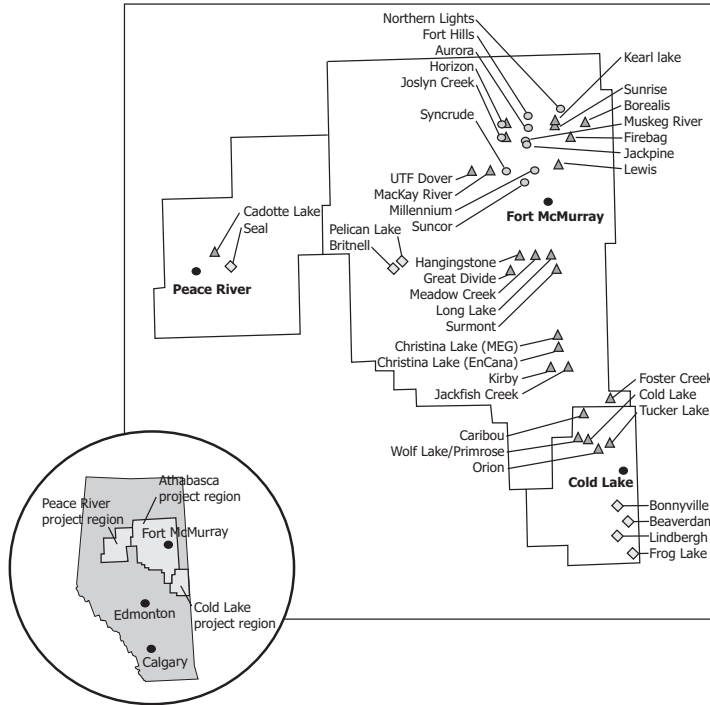 Northern Lights
Fort Hills
Aurora
Horizon
Joslyn Creek
Syncrude
Kearl lake
Sunrise
Borealis
Muskeg River
Firebag
Jackpine
Lewis
UTF Dover
MacKay River
Millennium
Suncor
Fort McMurray
Cadotte Lake
Seal
Peace River
Pelican Lake
Britnell
Hangingstone
Great Divide
Meadow Creek
Long Lake
Surmont
Christina Lake (MEG)
Christina Lake (EnCana)
Kirby
Jackfish Creek
Foster Creek
Cold Lake
Tucker Lake
Caribou
Wolf Lake/Primrose
Orion
Cold Lake
Bonnyville
Beaverdam
Lindbergh
Frog Lake
Athabasca
project region
Peace River
project region
Fort McMurray
Cold Lake
project region
Edmonton
Calgary